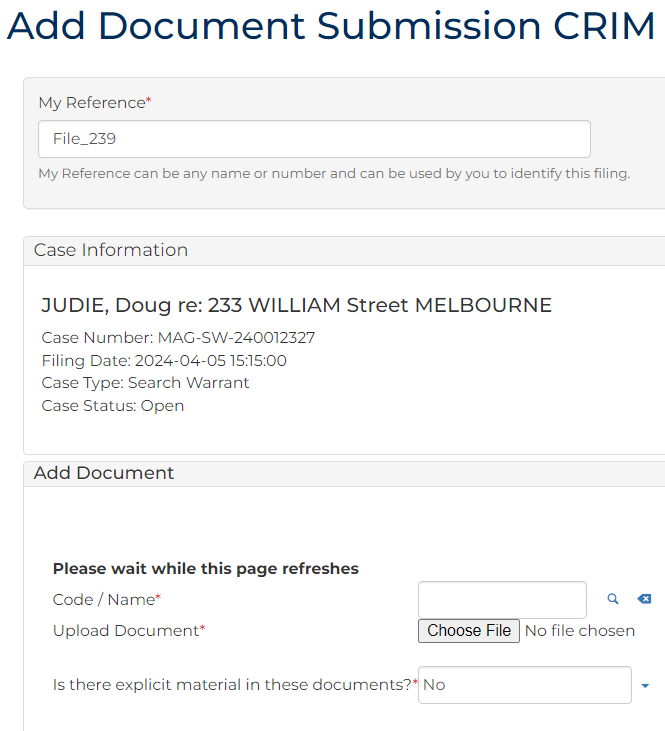 Add Document Submission CRIM
My Reference*
File_239
My Reference can be any name or number and can be used by you to identify this filing.
Case Information
JUDIE, Doug re: 233 WILLIAM Street MELBOURNE
Case Number: MAG-SW-240012327
Filing Date: 2024-04-05 15:15:00
Case Type: Search Warrant
Case Status: Open
Add Document
Please wait while this page refreshes
Code / Name*
Upload Document* Choose File No file chosen
Is there explicit material in these documents?* No